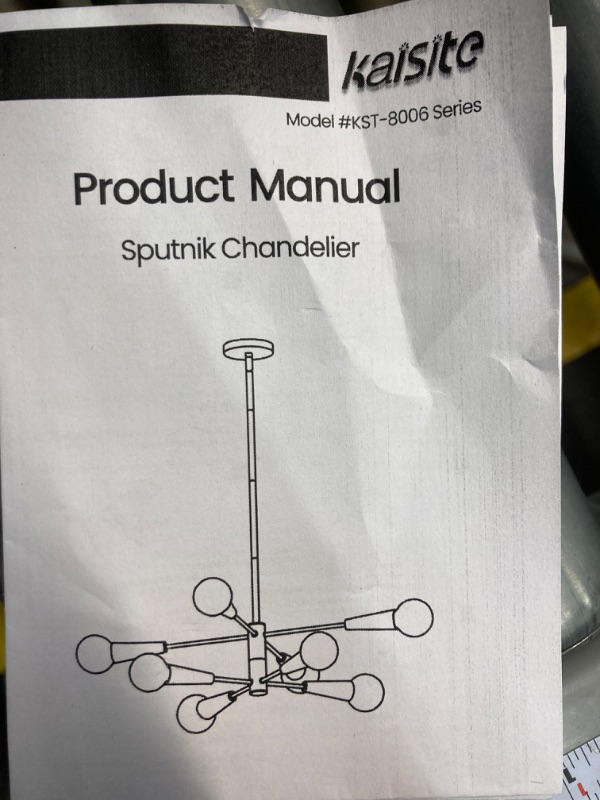 kaisite
Model #KST-8006 Series
Product Manual
Sputnik Chandelier